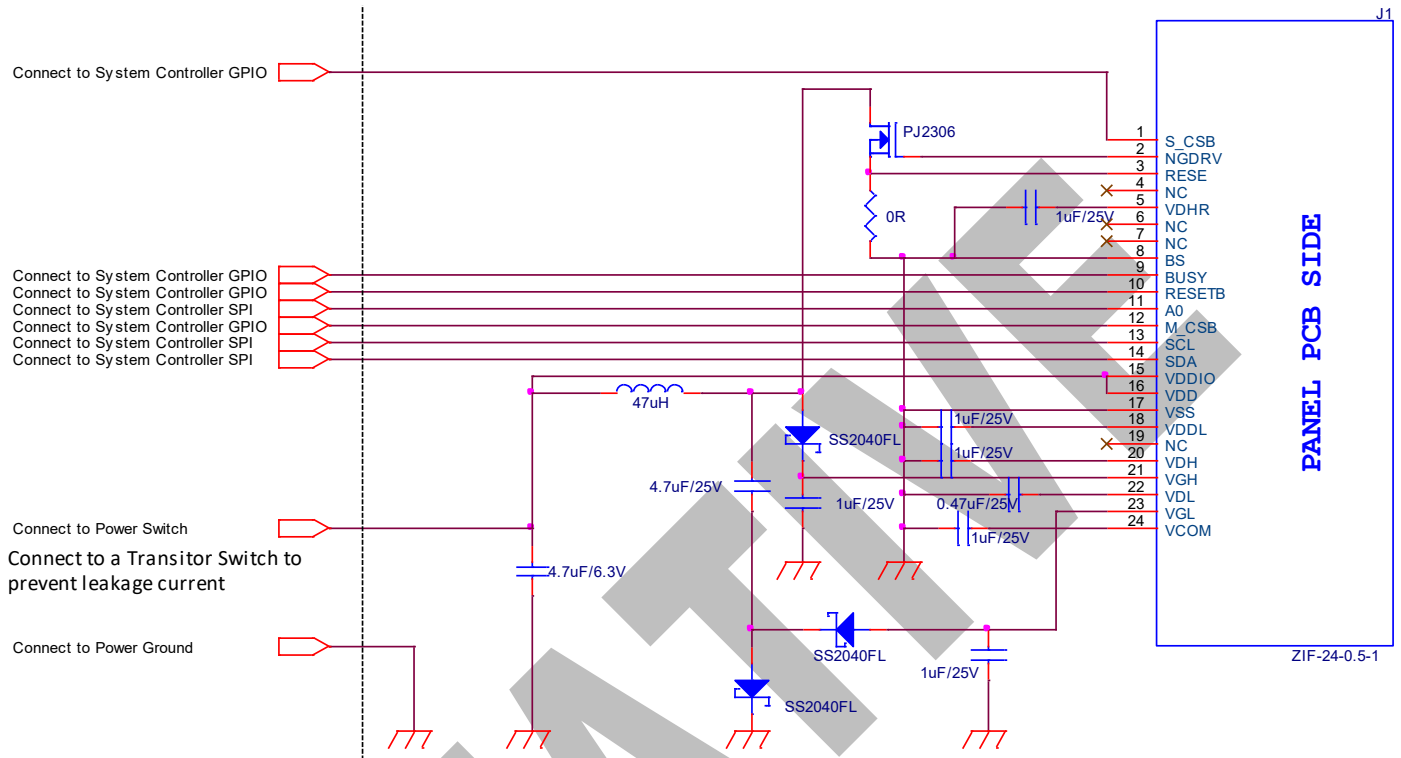 J1
Connect to System Controller GPIO
PJ2306
1 S_CSB
2 NGDRV
3 RESE
4 NC
0R
1uF/25V
5 VDHR
6 NC
7 NC
8 BS
Connect to System Controller GPIO
9 BUSY
Connect to System Controller GPIO
10 RESETB
Connect to System Controller SPI
11 A0
Connect to System Controller GPIO
12 M_CSB
Connect to System Controller SPI
13 SCL
Connect to System Controller SPI
14 SDA
15 VDDIO
16 VDD
47uH
17 VSS
1uF/25V
18 VDDL
SS2040FL
19 NC
1uF/25V
20 VDH
21 VGH
4.7uF/25V
22 VDL
1uF/25V
0.47uF/25V
23 VGL
24 VCOM
1uF/25V
PANEL PCB SIDE
Connect to Power Switch
Connect to a Transitor Switch to
prevent leakage current
4.7uF/6.3V
Connect to Power Ground
SS2040FL
ZIF-24-0.5-1
1uF/25V
SS2040FL
ATIVE